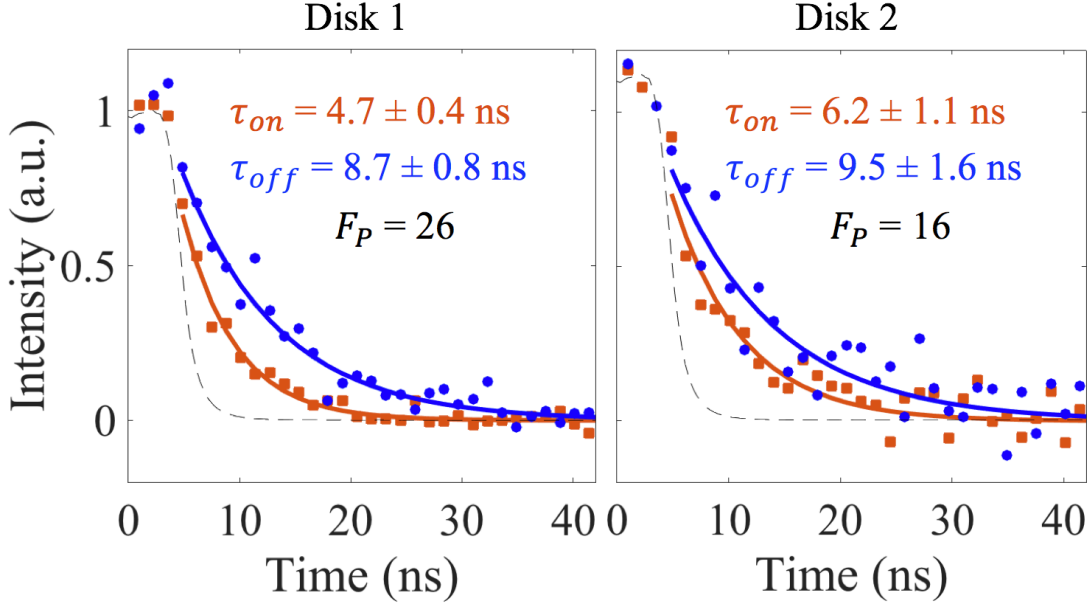 Disk 1
Disk 2
Intensity (a.u.)
1
0.5
0
τon = 4.7 ± 0.4 ns
τoff = 8.7 ± 0.8 ns
FP = 26
τon = 6.2 ± 1.1 ns
τoff = 9.5 ± 1.6 ns
FP = 16
0 10 20 30 40
0 10 20 30 40
Time (ns)
Time (ns)